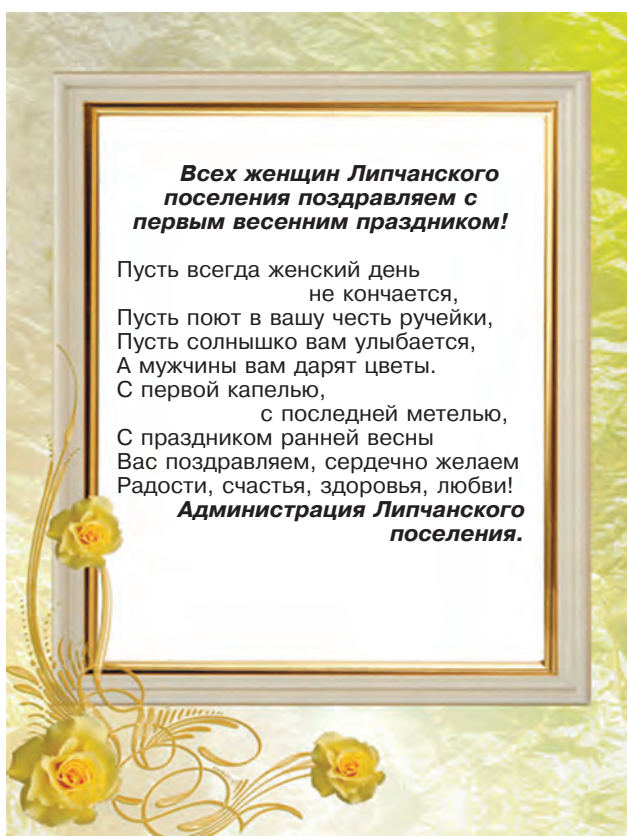 Всех женщин Липчанского
поселения поздравляем с
первым весенним праздником!
Пусть всегда женский день
не кончается,
Пусть поют в вашу честь ручейки,
Пусть солнышко вам улыбается,
А мужчины вам дарят цветы.
С первой капелью,
с последней метелью,
С праздником ранней весны
Вас поздравляем, сердечно желаем
Радости, счастья, здоровья, любви!
Администрация Липчанского
поселения.